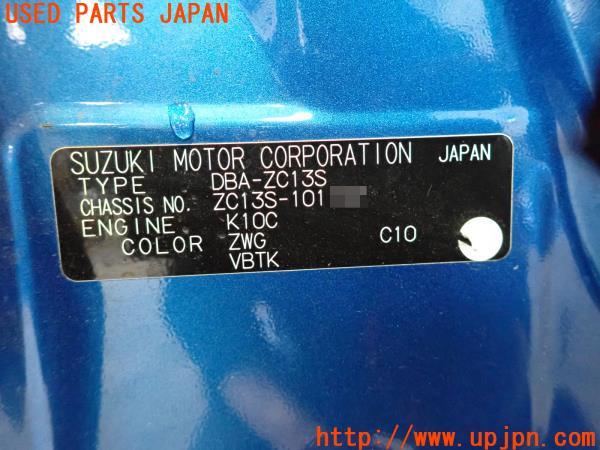 USED PARTS JAPAN
SUZUKI MOTOR CORPORATION JAPAN
TYPE DBA-ZC13S
CHASSIS NO. ZC13S-101
ENGINE K10C
COLOR ZWG C10
VBTK
http://www.upjpn.com